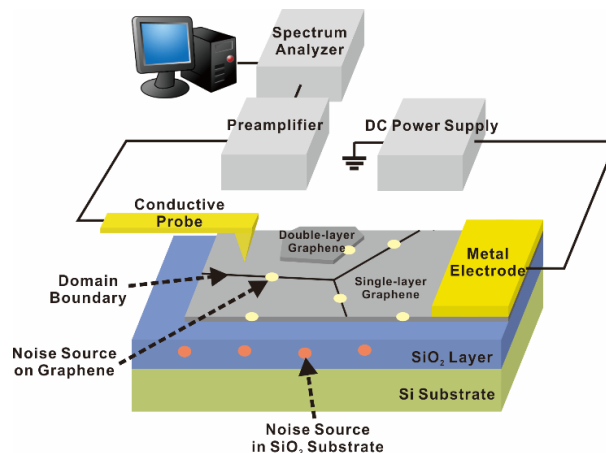 Spectrum
Analyzer
Preamplifier
DC Power Supply
Conductive
Probe
Double-layer
Graphene
Metal
Electrode
Domain
Boundary
Single-layer
Graphene
Noise Source
on Graphene
SiO₂ Layer
Si Substrate
Noise Source
in SiO₂ Substrate